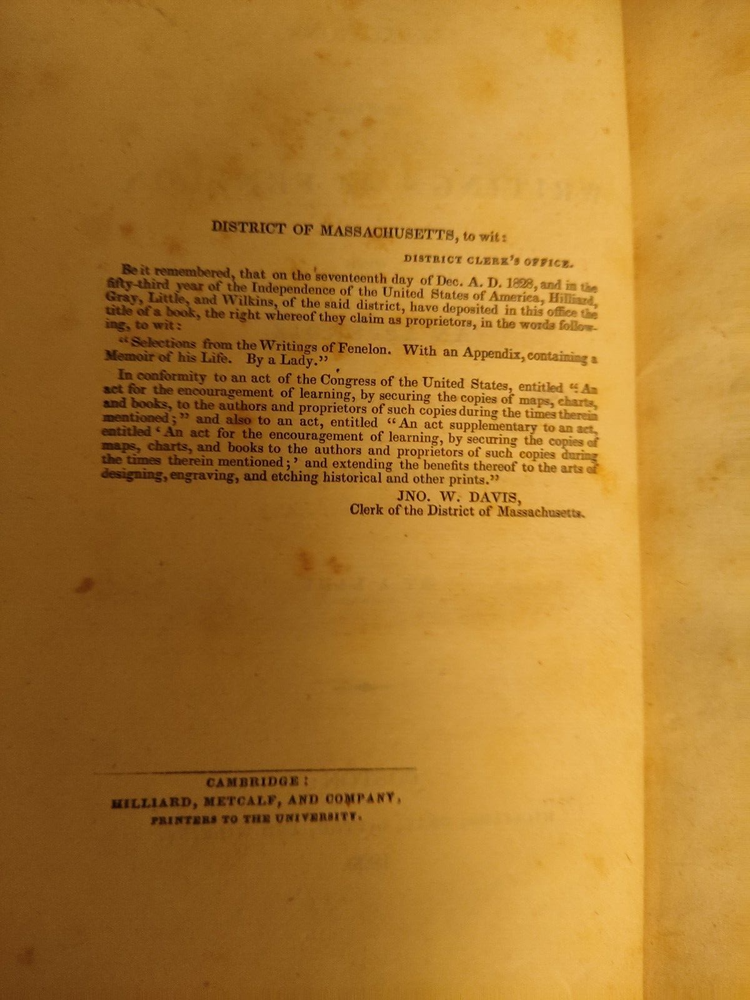 DISTRICT OF MASSACHUSETTS, to wit:
DISTRICT CLERK'S OFFICE.
Be it remembered, that on the seventeenth day of Dec. A. D. 1828, and in the
fifty-third year of the Independence of the United States of America, Hilliard,
Gray, Little, and Wilkins, of the said district, have deposited in this office the
title of a book, the right whereof they claim as proprietors, in the words follow-
ing, to wit:
"Selections from the Writings of Fenelon. With an Appendix, containing a
Memoir of his Life. By a Lady."
In conformity to an act of the Congress of the United States, entitled "An
act for the encouragement of learning, by securing the copies of maps, charts,
and books, to the authors and proprietors of such copies during the times therein
mentioned;" and also to an act, entitled "An act supplementary to an act,
entitled 'An act for the encouragement of learning, by securing the copies of
maps, charts, and books to the authors and proprietors of such copies during
the times therein mentioned;' and extending the benefits thereof to the arts of
designing, engraving, and etching historical and other prints."
JNO. W. DAVIS,
Clerk of the District of Massachusetts.
CAMBRIDGE:
HILLIARD, METCALF, AND COMPANY,
PRINTERS TO THE UNIVERSITY.